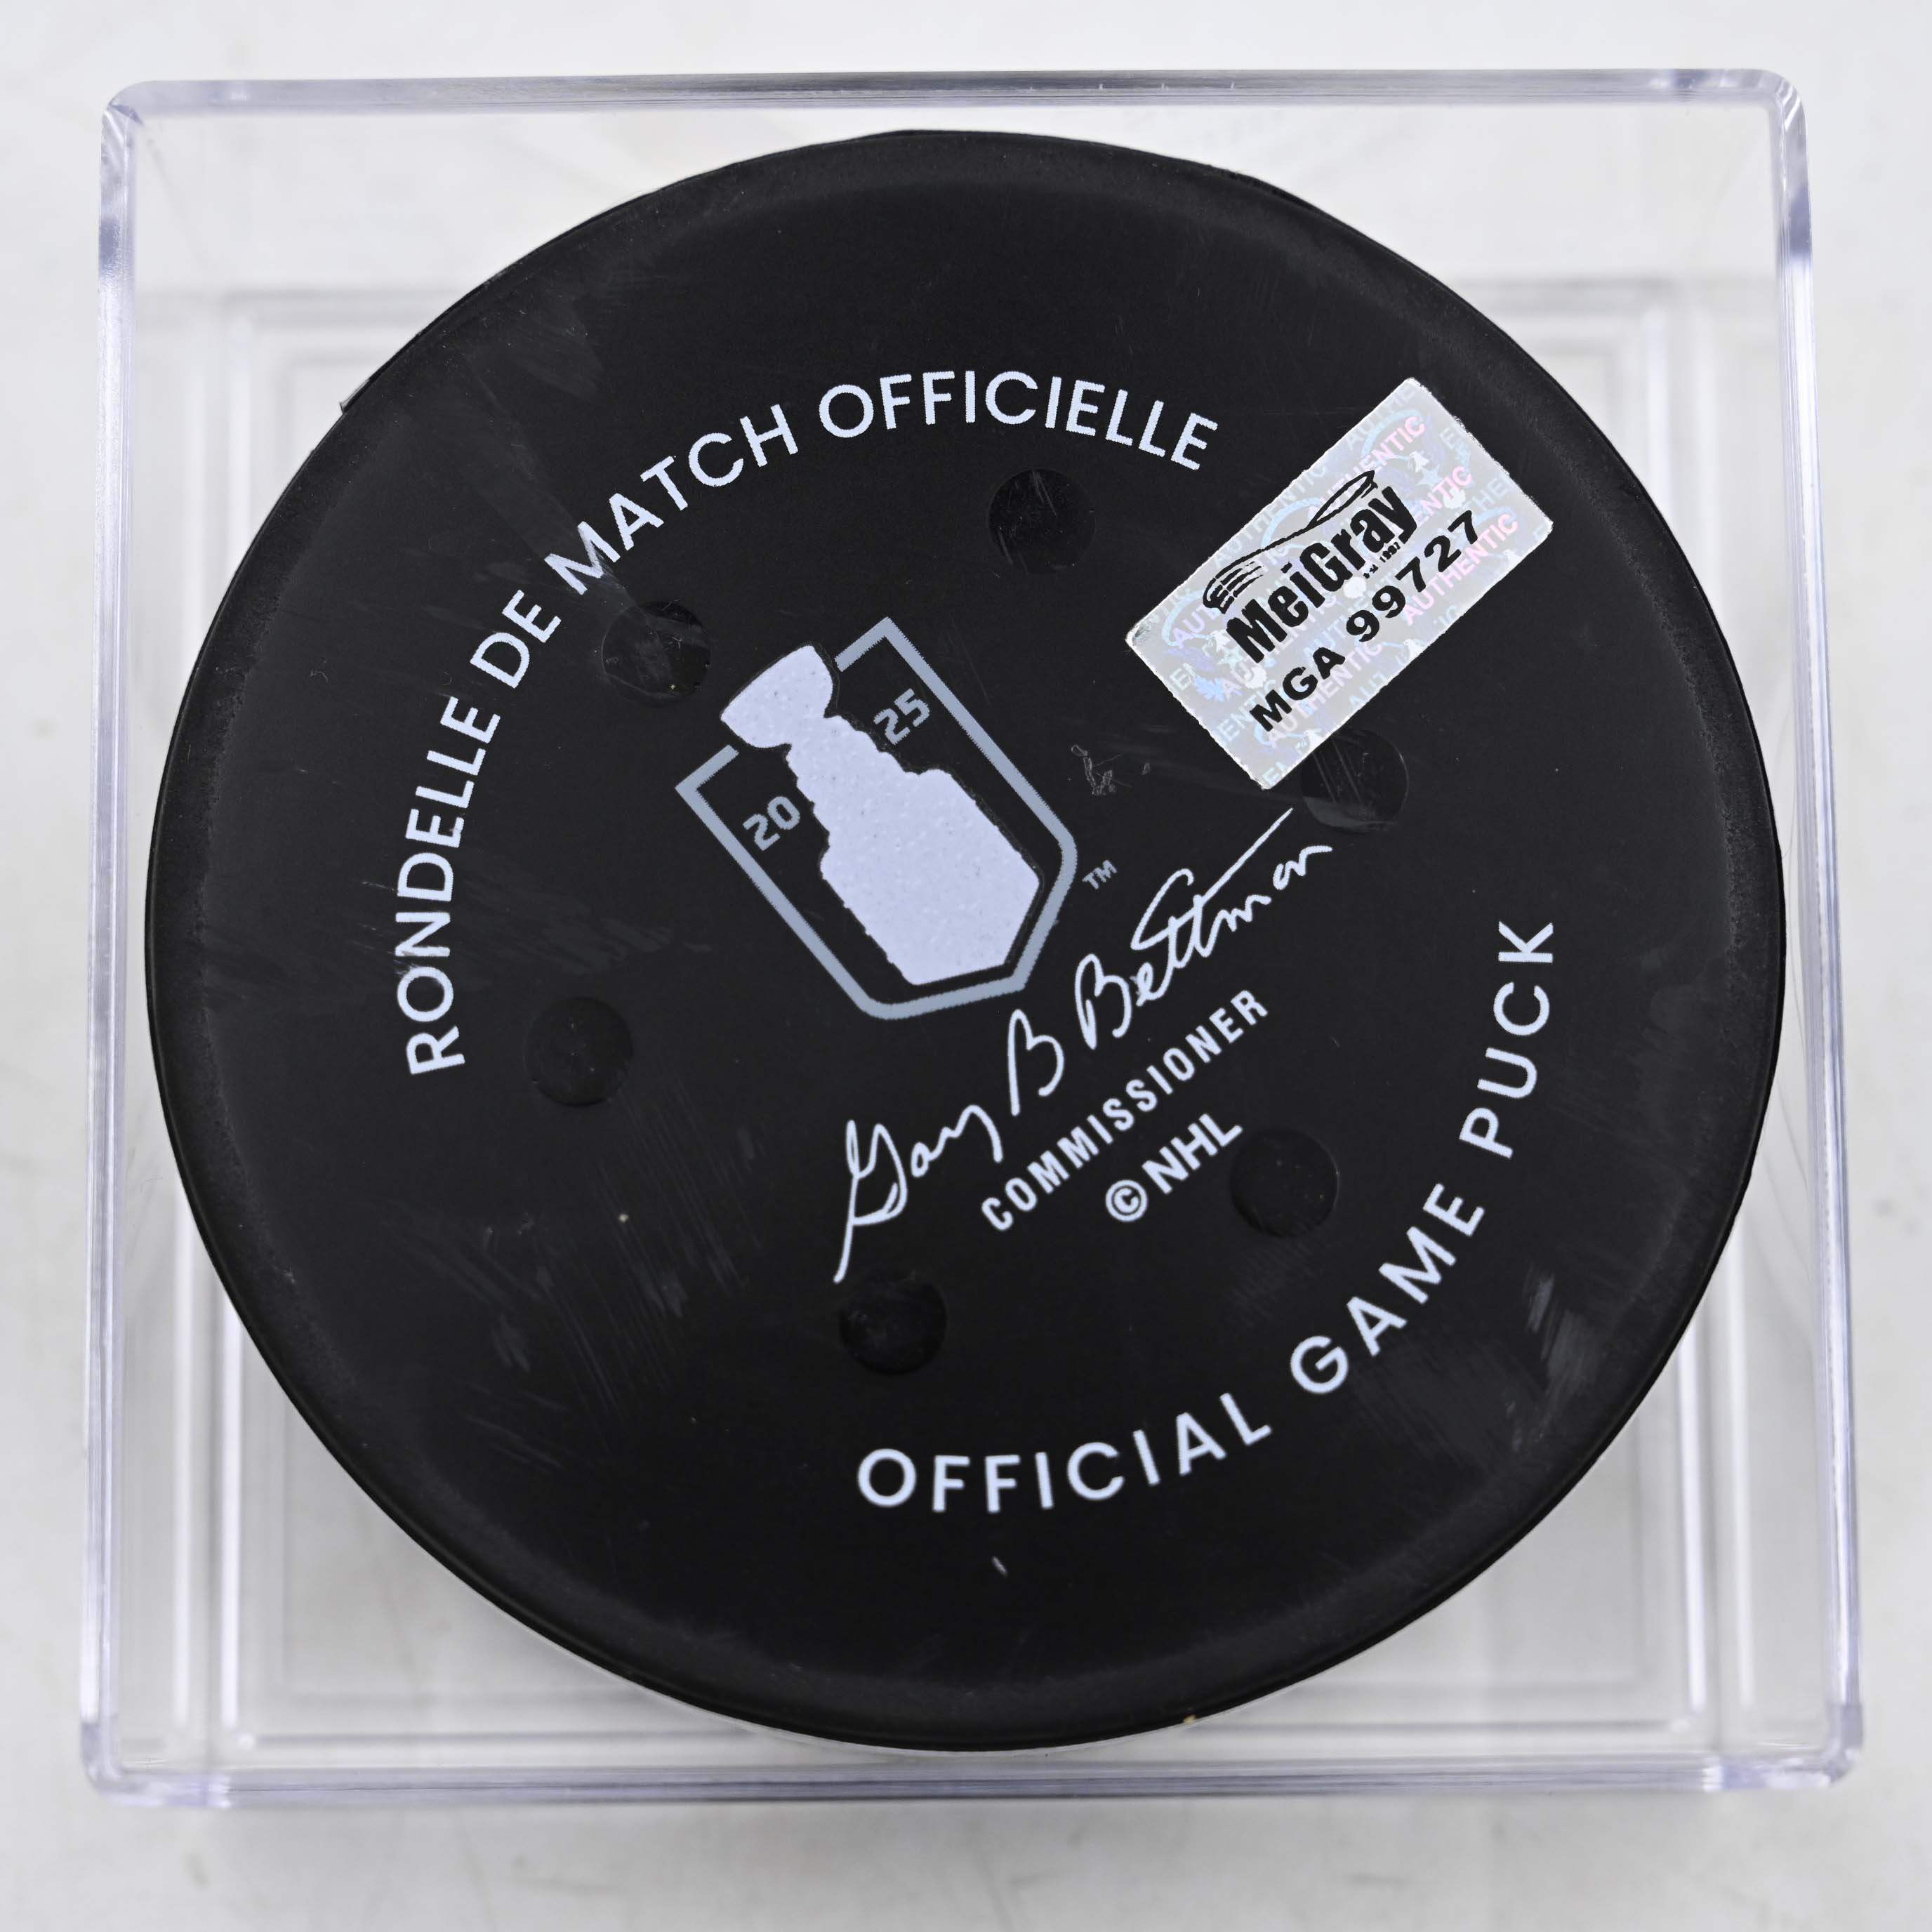 RONDELLE DE MATCH OFFICIELLE
20 25
TM
Gary B Bettman
COMMISSIONER
©NHL
OFFICIAL GAME PUCK
MeiGray
MGA 99727
AUTHENTIC